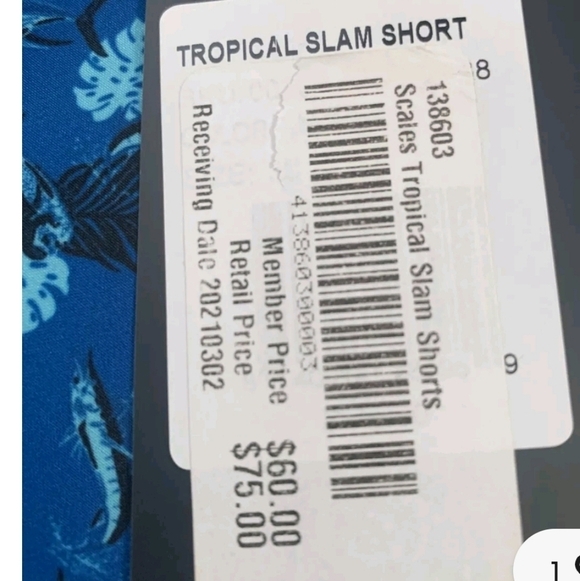 TROPICAL SLAM SHORT
8
138603
Scales Tropical Slam Shorts
413860300003
Member Price $60.00
Retail Price $75.00
Receiving Date 20210302
9
1